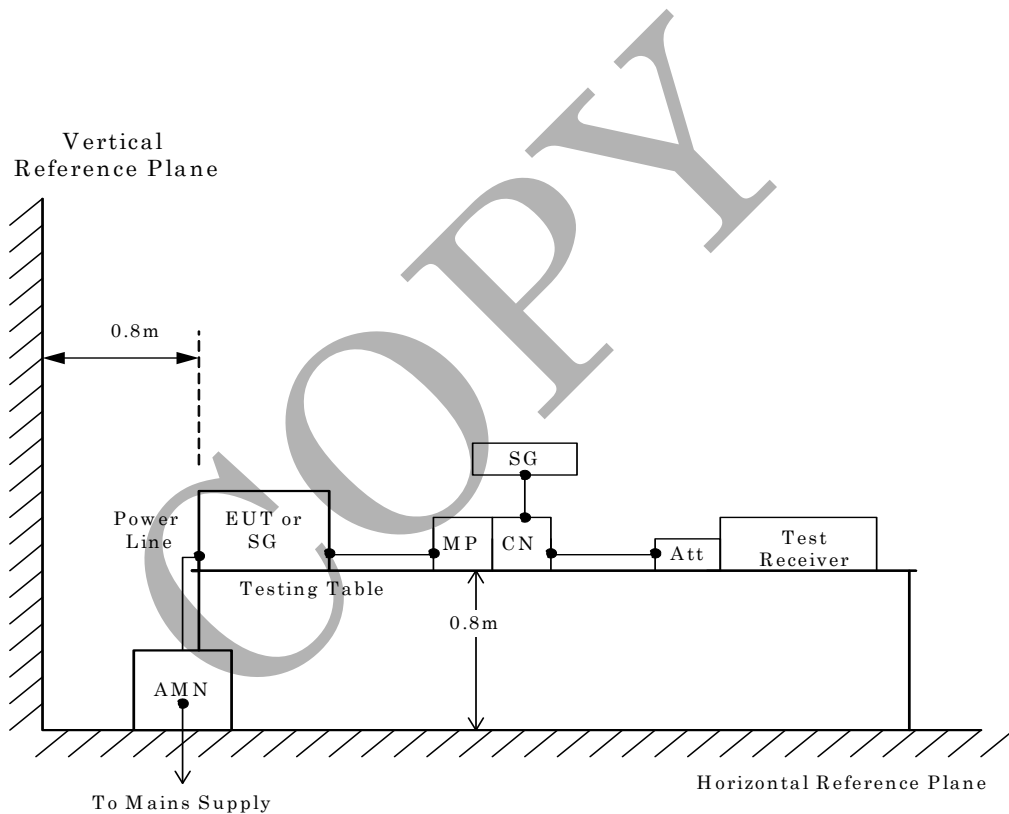 Vertical
Reference Plane
0.8m
SG
Power
Line
EUT or
SG
MP
CN
Att
Test
Receiver
Testing Table
0.8m
AMN
Horizontal Reference Plane
To Mains Supply
COPY